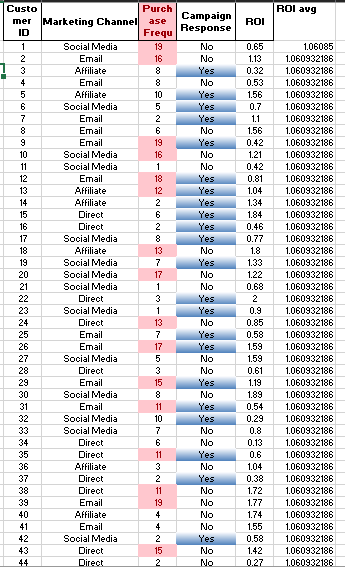 Custo mer ID Marketing Channel Purch ase Frequ Campaign Response ROI ROI avg
1 Social Media 19 No 0.65 1.06085
2 Email 16 No 1.13 1.060932186
3 Affiliate 8 Yes 0.32 1.060932186
4 Email 8 No 0.53 1.060932186
5 Affiliate 10 Yes 1.56 1.060932186
6 Social Media 5 Yes 0.7 1.060932186
7 Email 2 Yes 1.1 1.060932186
8 Email 6 No 1.56 1.060932186
9 Email 19 Yes 0.42 1.060932186
10 Social Media 16 No 1.21 1.060932186
11 Social Media 1 No 0.42 1.060932186
12 Email 18 Yes 0.81 1.060932186
13 Affiliate 12 Yes 1.04 1.060932186
14 Affiliate 2 Yes 1.34 1.060932186
15 Direct 6 Yes 1.84 1.060932186
16 Direct 2 Yes 0.46 1.060932186
17 Social Media 8 Yes 0.77 1.060932186
18 Affiliate 13 No 1.8 1.060932186
19 Social Media 7 Yes 1.33 1.060932186
20 Social Media 17 No 1.22 1.060932186
21 Social Media 1 No 0.68 1.060932186
22 Direct 3 Yes 2 1.060932186
23 Social Media 1 Yes 0.9 1.060932186
24 Direct 13 No 0.85 1.060932186
25 Email 7 Yes 0.58 1.060932186
26 Email 17 Yes 1.59 1.060932186
27 Social Media 5 No 1.59 1.060932186
28 Direct 3 No 0.61 1.060932186
29 Email 15 Yes 1.19 1.060932186
30 Social Media 8 No 1.89 1.060932186
31 Email 11 Yes 0.54 1.060932186
32 Social Media 10 Yes 0.29 1.060932186
33 Social Media 7 No 0.8 1.060932186
34 Direct 6 No 0.13 1.060932186
35 Direct 11 Yes 0.6 1.060932186
36 Affiliate 3 No 1.04 1.060932186
37 Direct 2 Yes 0.38 1.060932186
38 Direct 11 No 1.72 1.060932186
39 Email 19 No 1.77 1.060932186
40 Affiliate 4 No 1.74 1.060932186
41 Email 4 No 1.55 1.060932186
42 Social Media 2 Yes 0.58 1.060932186
43 Direct 15 No 1.42 1.060932186
44 Direct 2 No 0.27 1.060932186